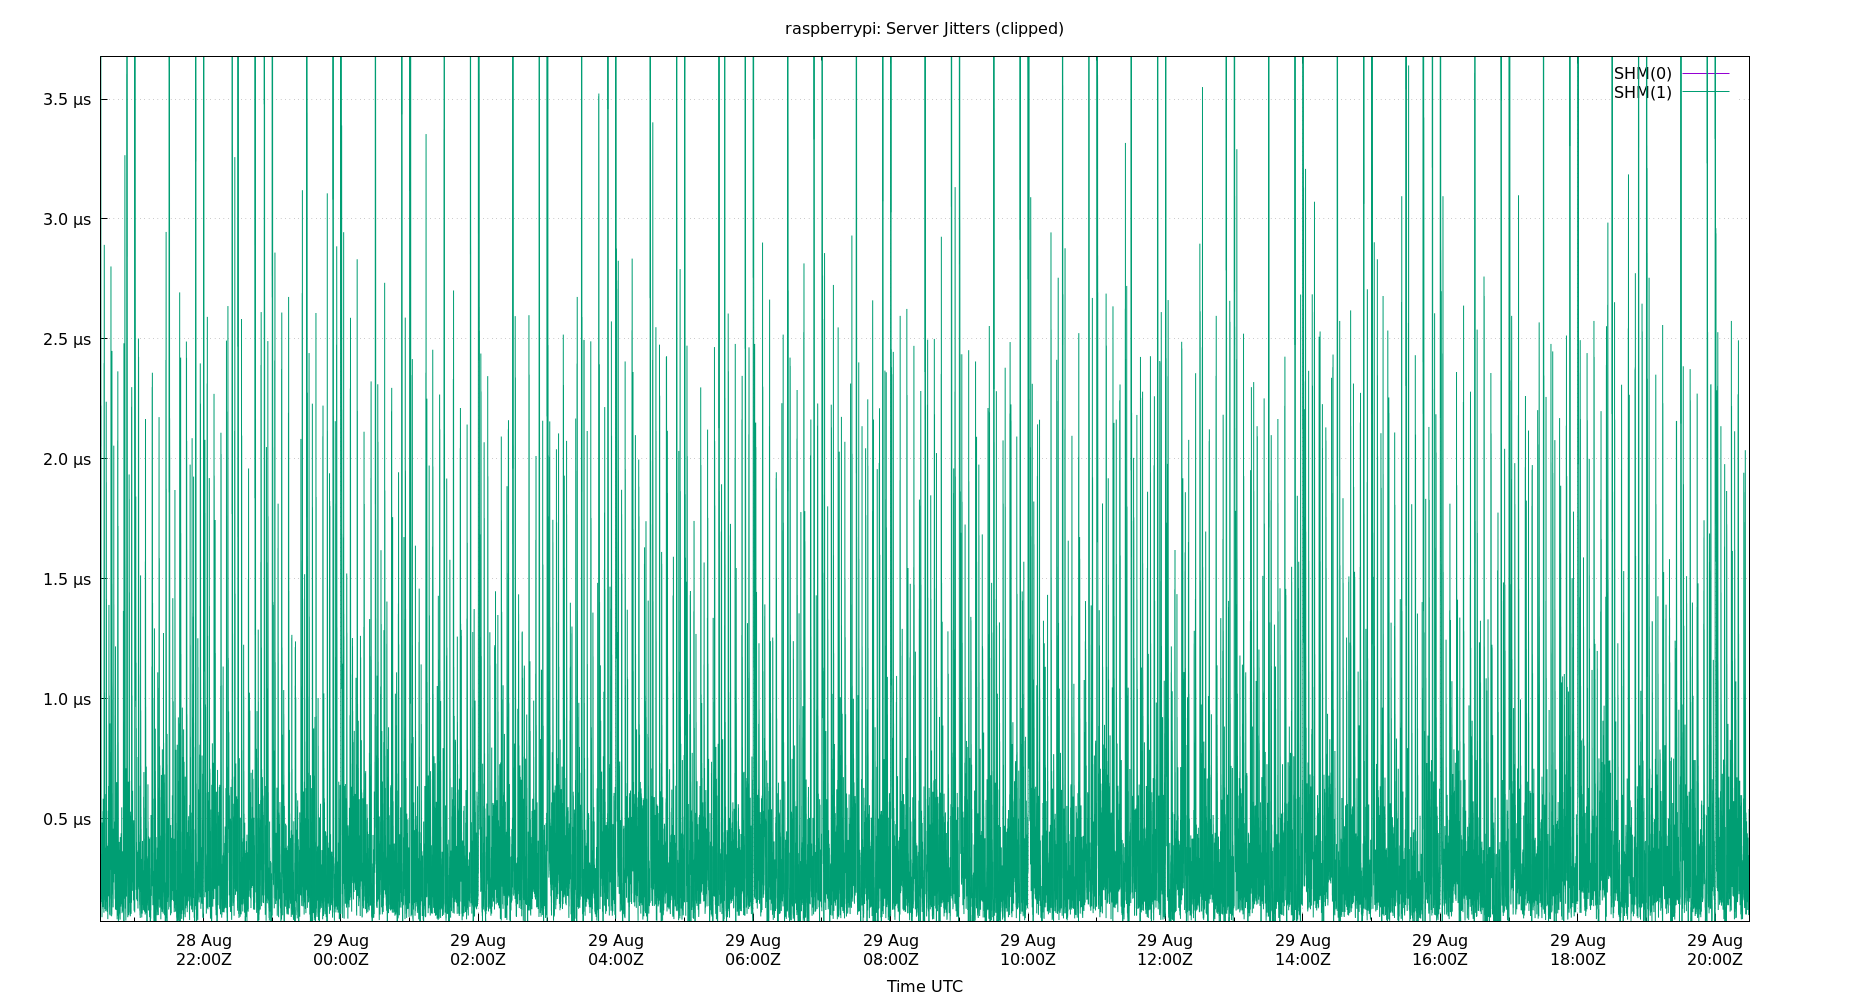 raspberrypi: Server Jitters (clipped)
SHM(0)
SHM(1)
3.5 µs
3.0 µs
2.5 µs
2.0 µs
1.5 µs
1.0 µs
0.5 µs
28 Aug 29 Aug 29 Aug 29 Aug 29 Aug 29 Aug 29 Aug 29 Aug 29 Aug 29 Aug 29 Aug 29 Aug
22:00Z 00:00Z 02:00Z 04:00Z 06:00Z 08:00Z 10:00Z 12:00Z 14:00Z 16:00Z 18:00Z 20:00Z
Time UTC